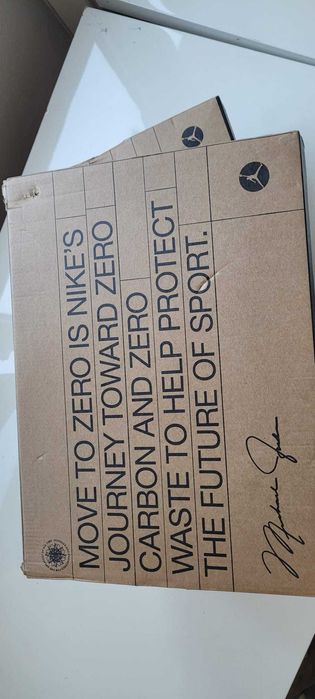 MOVE TO ZERO IS NIKE'S
JOURNEY TOWARD ZERO
CARBON AND ZERO
WASTE TO HELP PROTECT
THE FUTURE OF SPORT.